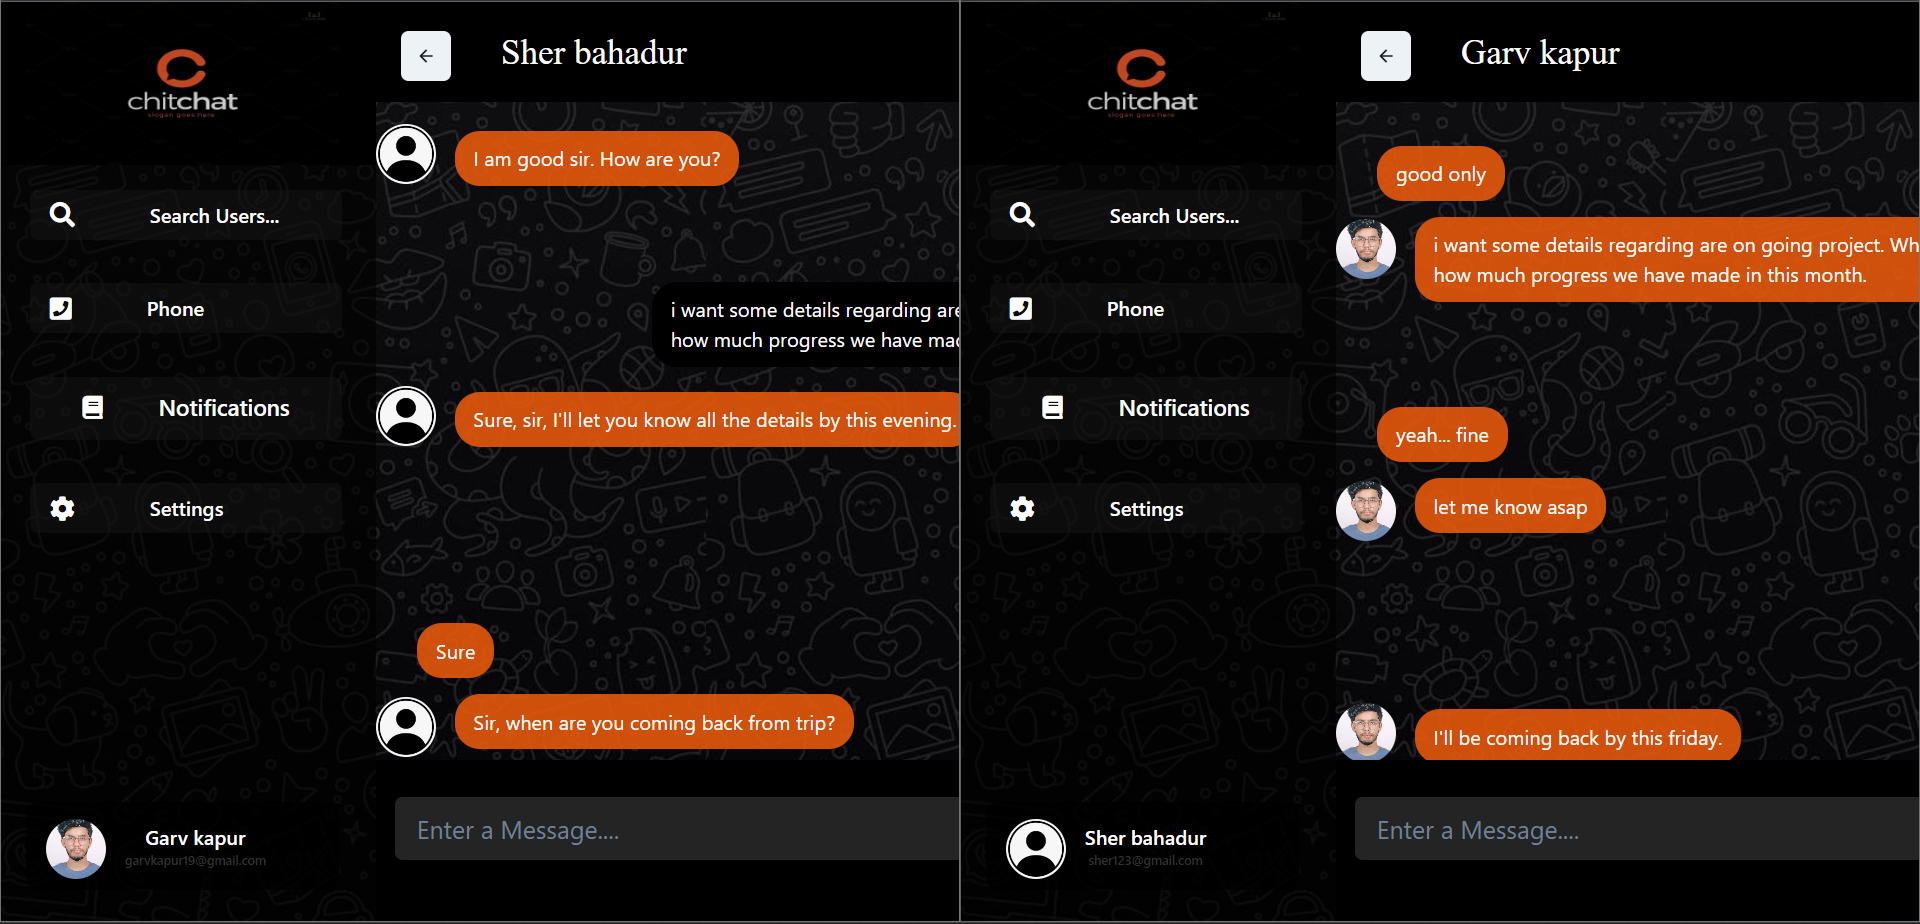 chitchat
slogan goes here
Search Users...
Phone
Notifications
Settings
Garv kapur
garvkapur19@gmail.com
Sher bahadur
I am good sir. How are you?
i want some details regarding are
how much progress we have mad
Sure, sir, I'll let you know all the details by this evening.
Sure
Sir, when are you coming back from trip?
Enter a Message....
chitchat
slogan goes here
Search Users...
Phone
Notifications
Settings
Sher bahadur
sher123@gmail.com
Garv kapur
good only
i want some details regarding are on going project. Wh
how much progress we have made in this month.
yeah... fine
let me know asap
I'll be coming back by this friday.
Enter a Message....